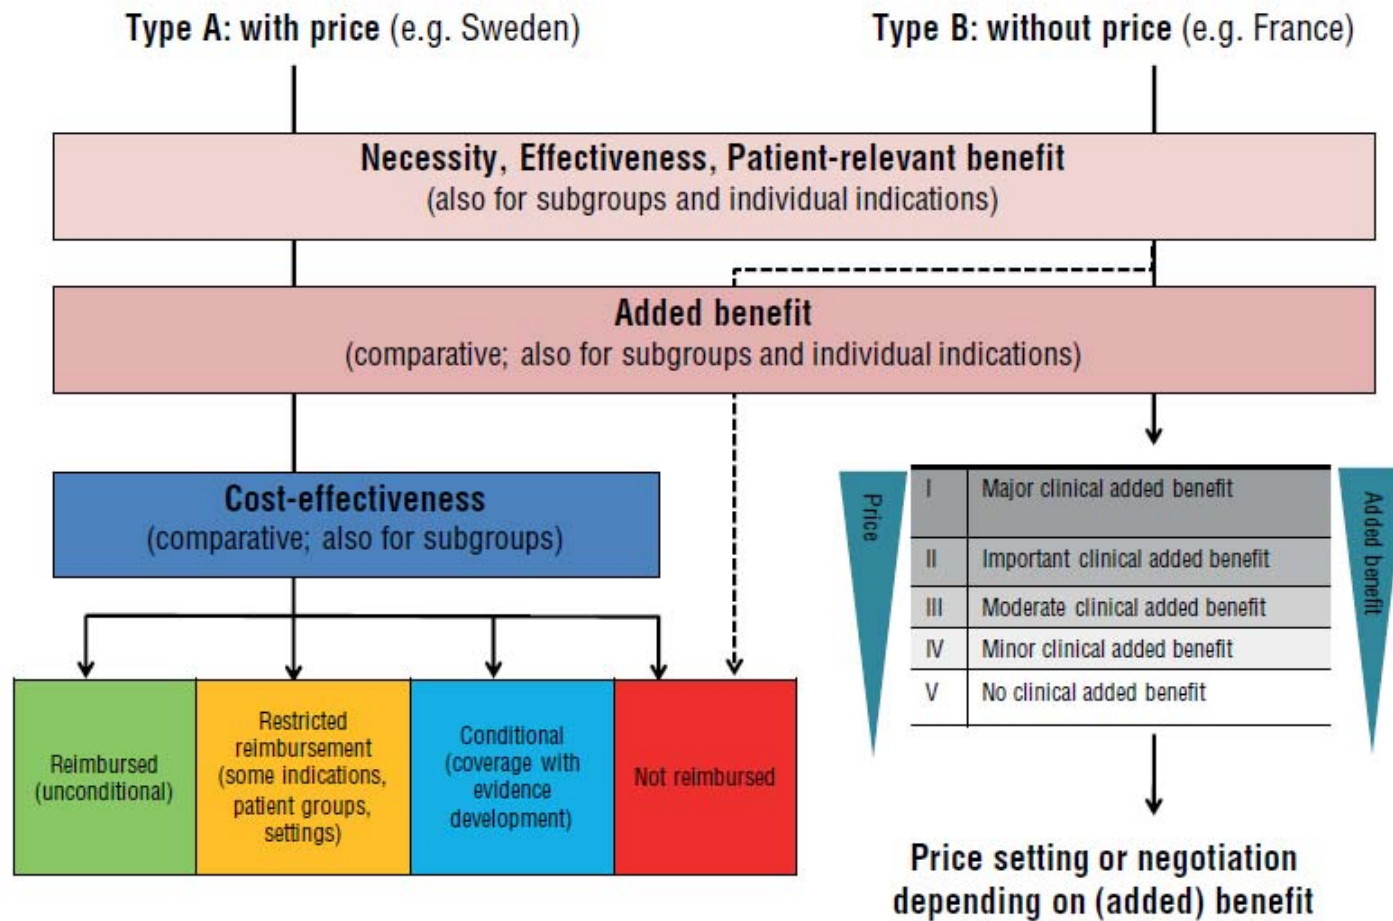 Type A: with price (e.g. Sweden)
Type B: without price (e.g. France)
Necessity, Effectiveness, Patient-relevant benefit
(also for subgroups and individual indications)
Added benefit
(comparative; also for subgroups and individual indications)
Cost-effectiveness
(comparative; also for subgroups)
Reimbursed
(unconditional)
Restricted
reimbursement
(some indications,
patient groups,
settings)
Conditional
(coverage with
evidence
development)
Not reimbursed
Price
I Major clinical added benefit
II Important clinical added benefit
III Moderate clinical added benefit
IV Minor clinical added benefit
V No clinical added benefit
Added benefit
Price setting or negotiation
depending on (added) benefit